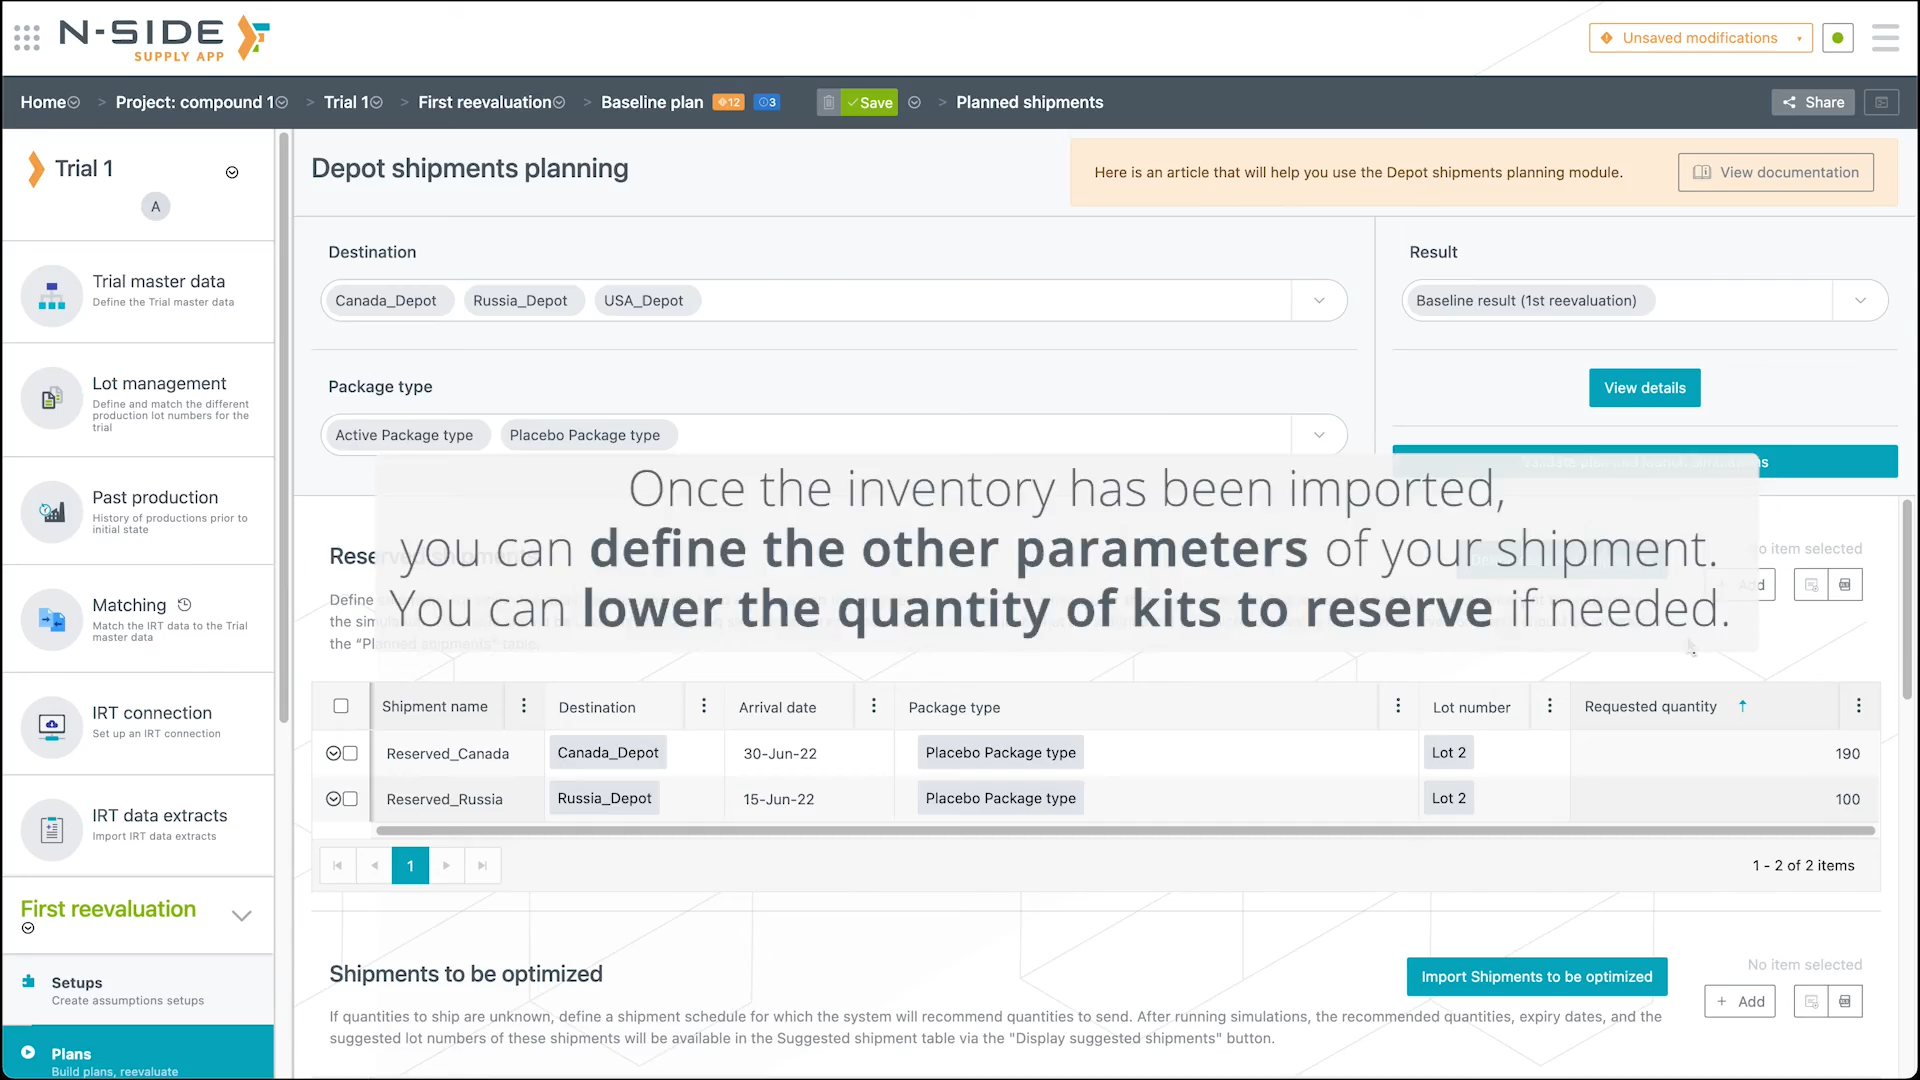 N-SIDE
SUPPLY APP
Unsaved modifications
Home > Project: compound 1 > Trial 1 > First reevaluation > Baseline plan 12 3 Save > Planned shipments
Share
Trial 1
A
Trial master data
Define the Trial master data
Lot management
Define and match the different
production lot numbers for the
trial
Past production
History of productions prior to
initial state
Matching
Match the IRT data to the Trial
master data
IRT connection
Set up an IRT connection
IRT data extracts
Import IRT data extracts
First reevaluation
Setups
Create assumptions setups
Plans
Build plans, reevaluate
Depot shipments planning
Here is an article that will help you use the Depot shipments planning module.
View documentation
Destination
Canada_Depot Russia_Depot USA_Depot
Package type
Active Package type Placebo Package type
Result
Baseline result (1st reevaluation)
View details
Once the inventory has been imported,
you can define the other parameters of your shipment.
You can lower the quantity of kits to reserve if needed.
item selected
Define
the
the
Shipment name Destination Arrival date Package type Lot number Requested quantity
Reserved_Canada Canada_Depot 30-Jun-22 Placebo Package type Lot 2 190
Reserved_Russia Russia_Depot 15-Jun-22 Placebo Package type Lot 2 100
1
1 - 2 of 2 items
Shipments to be optimized
Import Shipments to be optimized
No item selected
+ Add
If quantities to ship are unknown, define a shipment schedule for which the system will recommend quantities to send. After running simulations, the recommended quantities, expiry dates, and the
suggested lot numbers of these shipments will be available in the Suggested shipment table via the "Display suggested shipments" button.